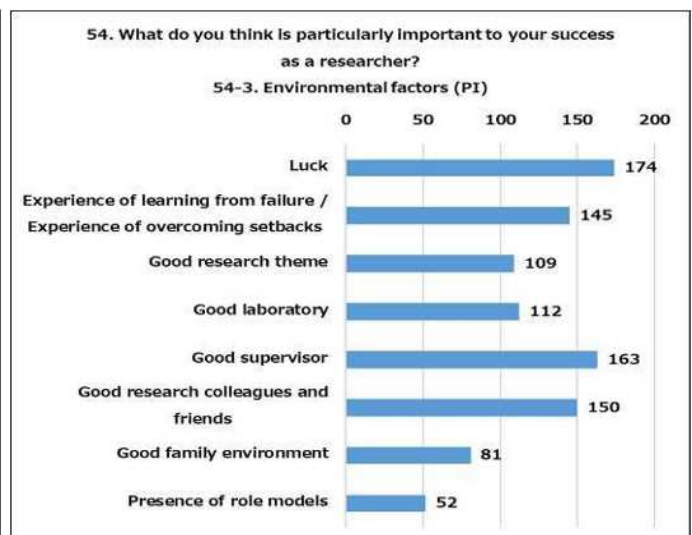 54. What do you think is particularly important to your success
as a researcher?
54-3. Environmental factors (PI)
0 50 100 150 200
Luck 174
Experience of learning from failure /
Experience of overcoming setbacks 145
Good research theme 109
Good laboratory 112
Good supervisor 163
Good research colleagues and
friends 150
Good family environment 81
Presence of role models 52